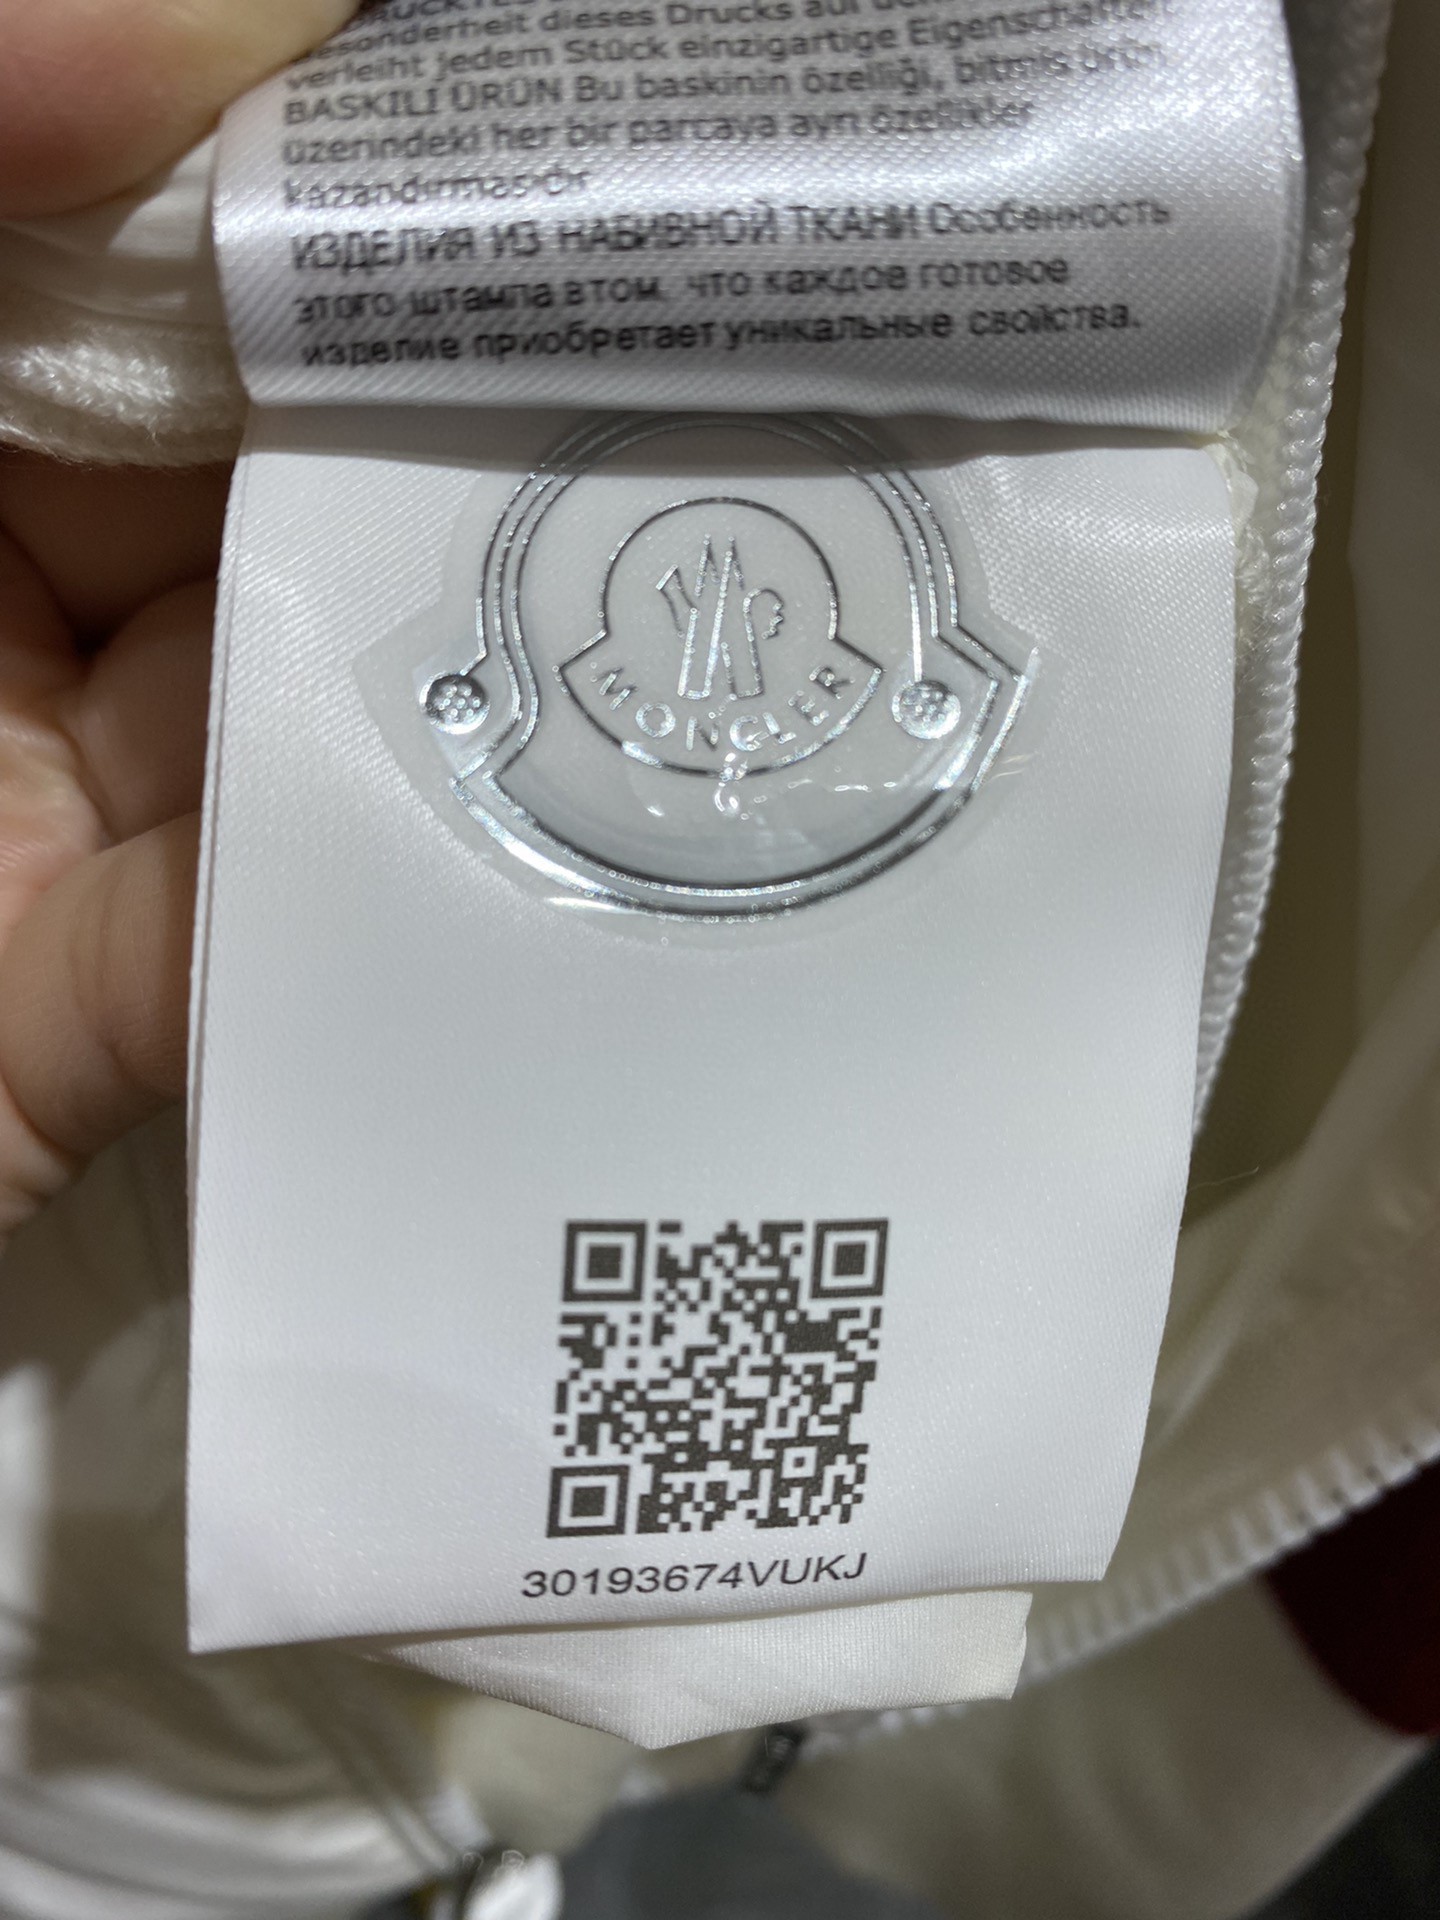 besonderheit dieses Drucks auf dem
verleiht jedem Stück einzigartige Eigenschaften.
BASKILI ÜRÜN Bu baskinin özelliği, bitmiş ürün
üzerindeki her bir parcaya ayrı özellikler
kazandırmasıdır
ИЗДЕЛИЯ ИЗ НАБИВНОЙ ТКАНИ Особенность
этого штампа в том, что каждое готовое
изделие приобретает уникальные свойства.
MONCLER
30193674VUKJ